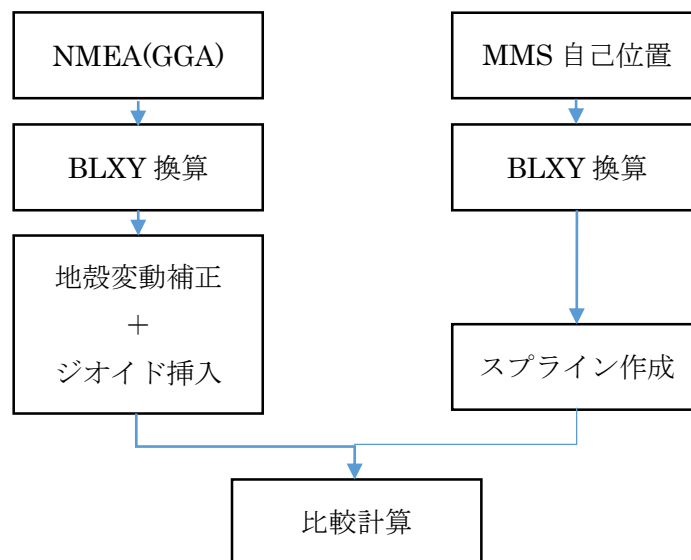 NMEA(GGA)
BLXY 換算
地殻変動補正
＋
ジオイド挿入
MMS 自己位置
BLXY 換算
スプライン作成
比較計算